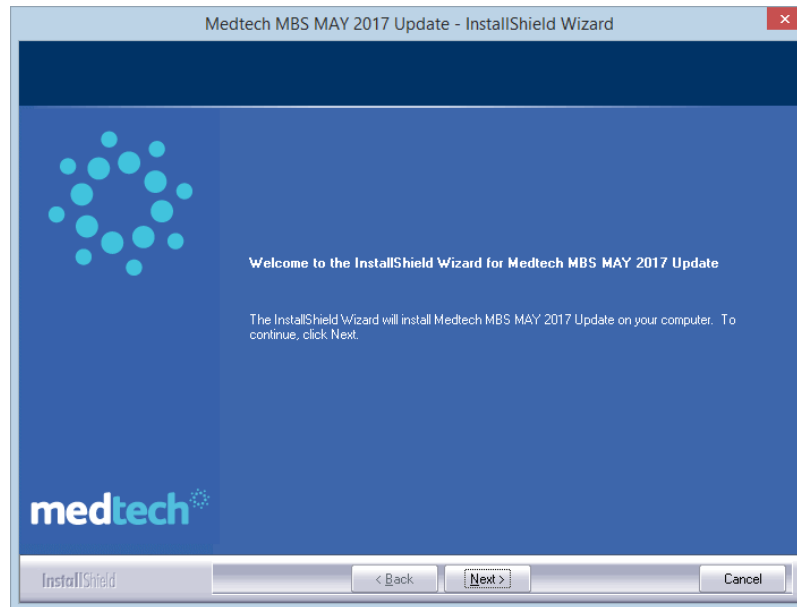 Medtech MBS MAY 2017 Update - InstallShield Wizard
Welcome to the InstallShield Wizard for Medtech MBS MAY 2017 Update
The InstallShield Wizard will install Medtech MBS MAY 2017 Update on your computer. To
continue, click Next.
medtech
InstallShield
< Back
Next >
Cancel